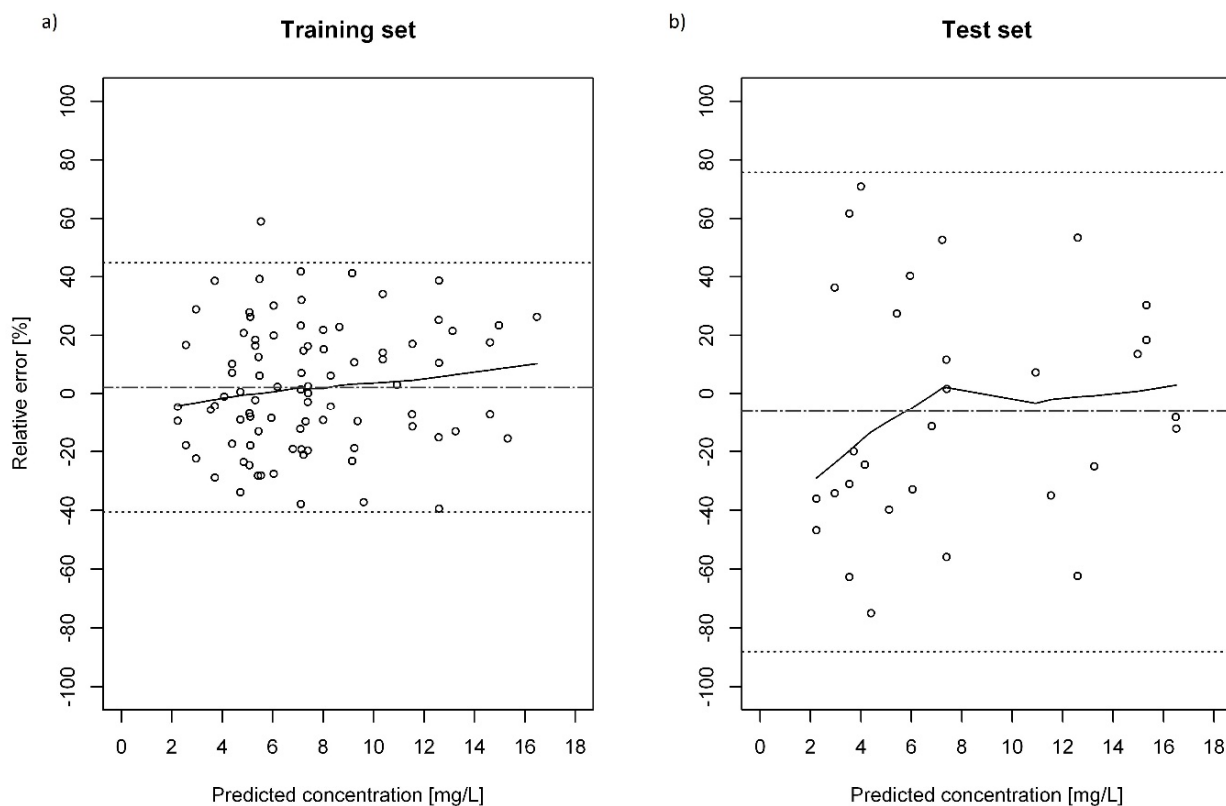 a)
Training set
Relative error [%]
100
80
60
40
20
0
-20
-40
-60
-80
-100
0 2 4 6 8 10 12 14 16 18
Predicted concentration [mg/L]
b)
Test set
100
80
60
40
20
0
-20
-40
-60
-80
-100
0 2 4 6 8 10 12 14 16 18
Predicted concentration [mg/L]